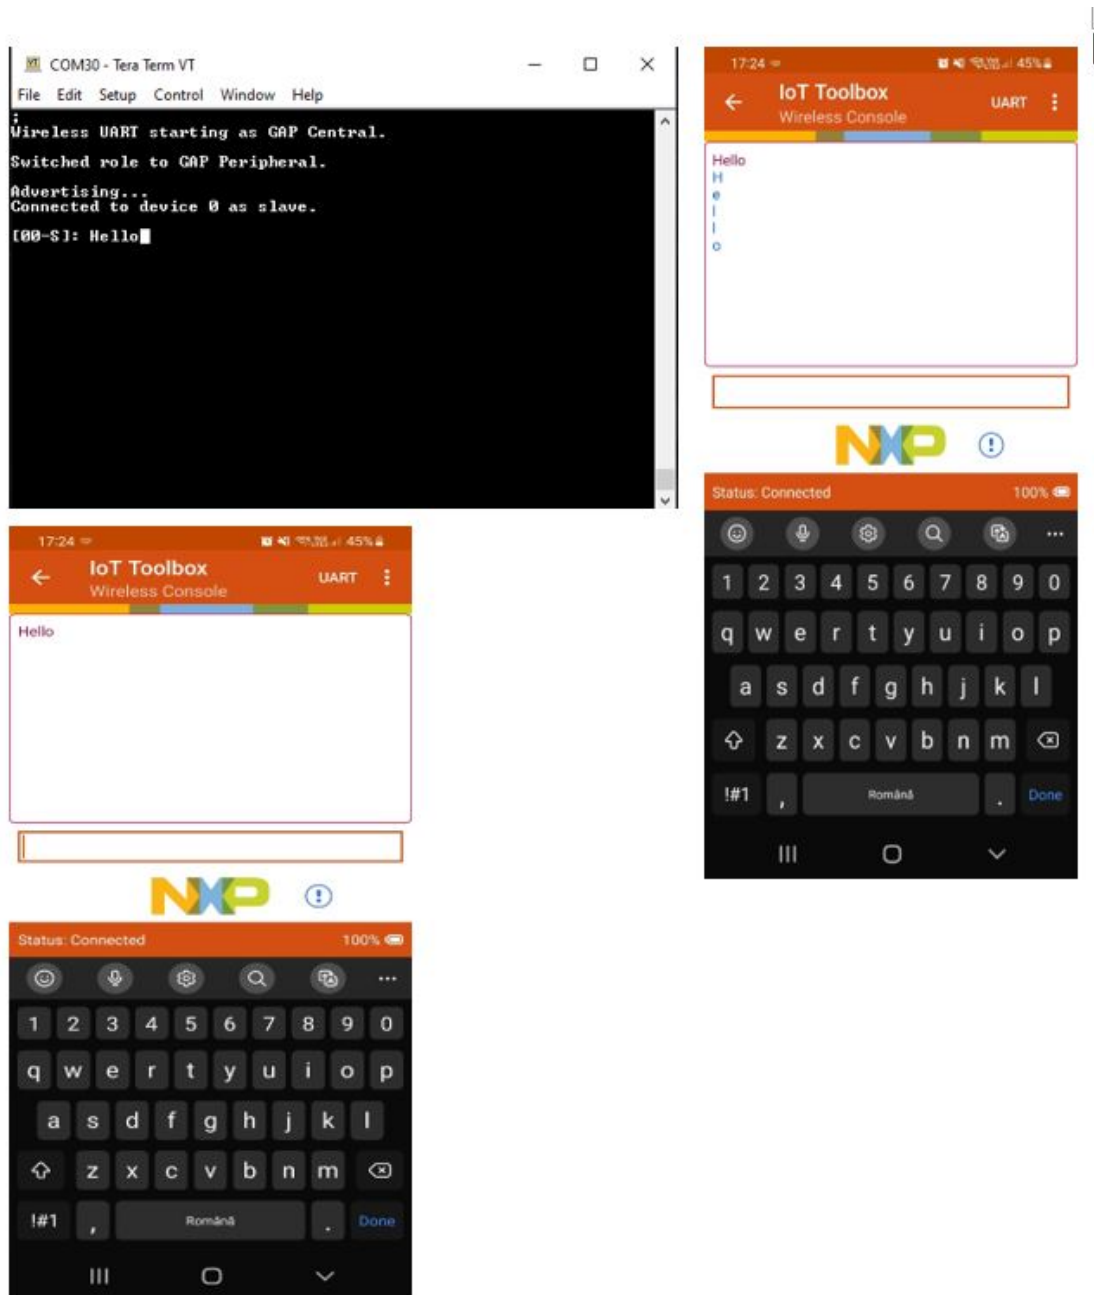 COM30 - Tera Term VT
File Edit Setup Control Window Help
;
Wireless UART starting as GAP Central.
Switched role to GAP Peripheral.
Advertising...
Connected to device 0 as slave.
[00-S]: Hello
17:24
45%
IoT Toolbox
Wireless Console
UART
Hello
H
e
l
l
o
NXP
Status: Connected 100%
1 2 3 4 5 6 7 8 9 0
q w e r t y u i o p
a s d f g h j k l
z x c v b n m
!#1 , Română . Done
17:24
45%
IoT Toolbox
Wireless Console
UART
Hello
NXP
Status: Connected 100%
1 2 3 4 5 6 7 8 9 0
q w e r t y u i o p
a s d f g h j k l
z x c v b n m
!#1 , Română . Done